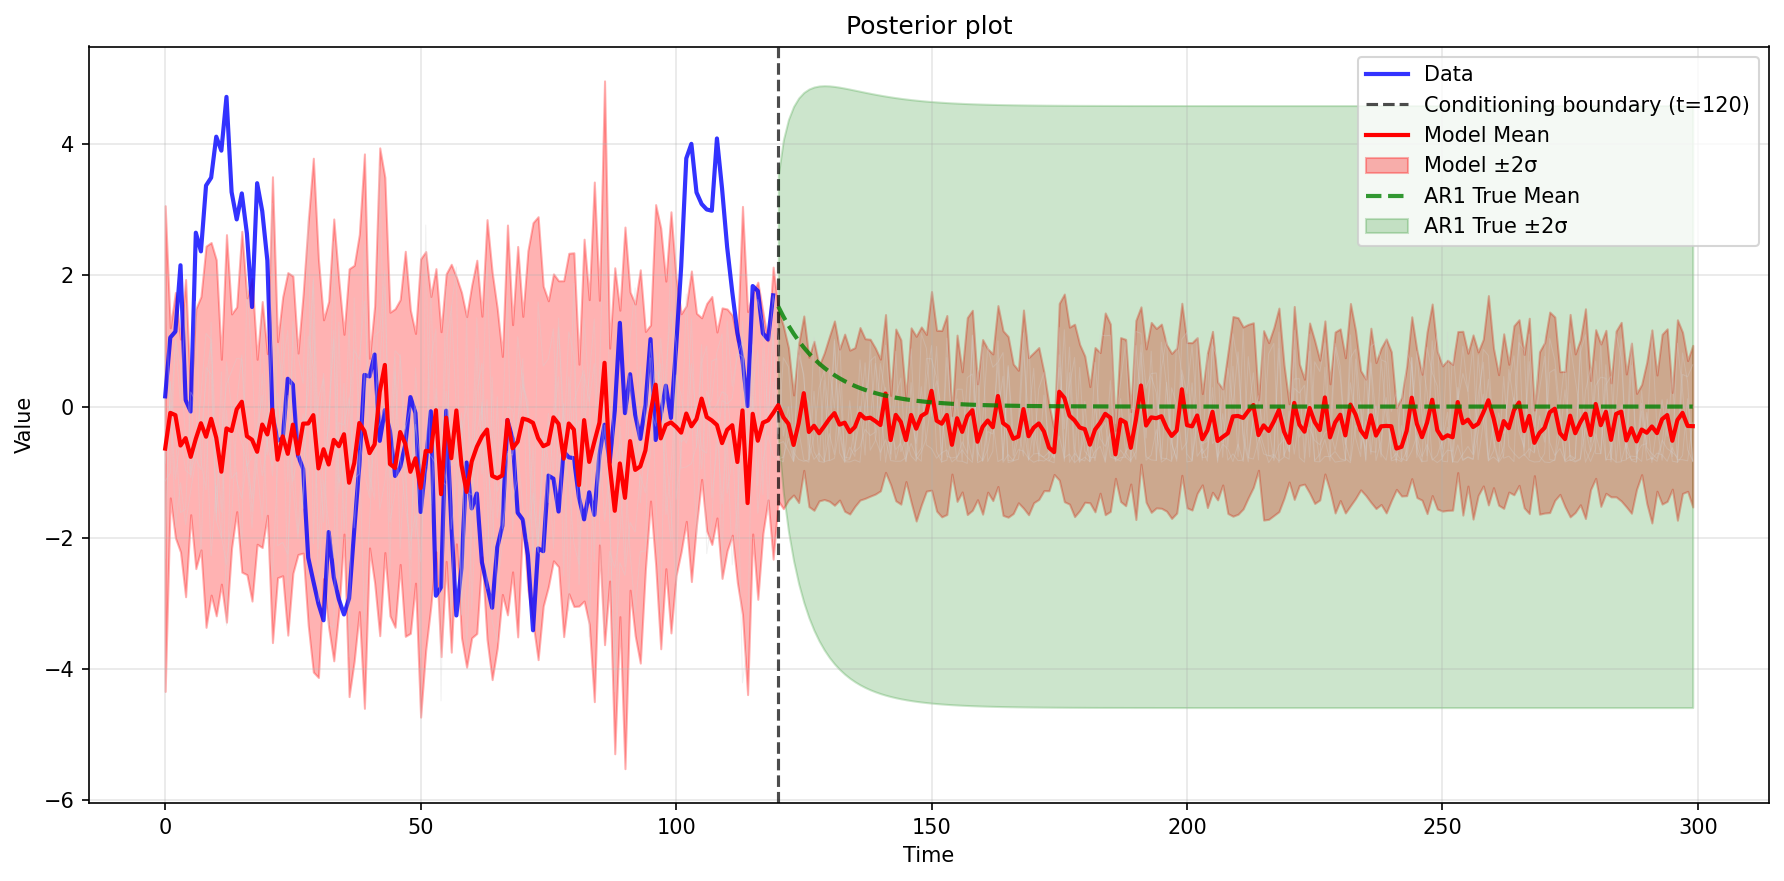 Posterior plot
Data
Conditioning boundary (t=120)
Model Mean
Model ±2σ
AR1 True Mean
AR1 True ±2σ
Value
4
2
0
−2
−4
−6
0
50
100
150
200
250
300
Time